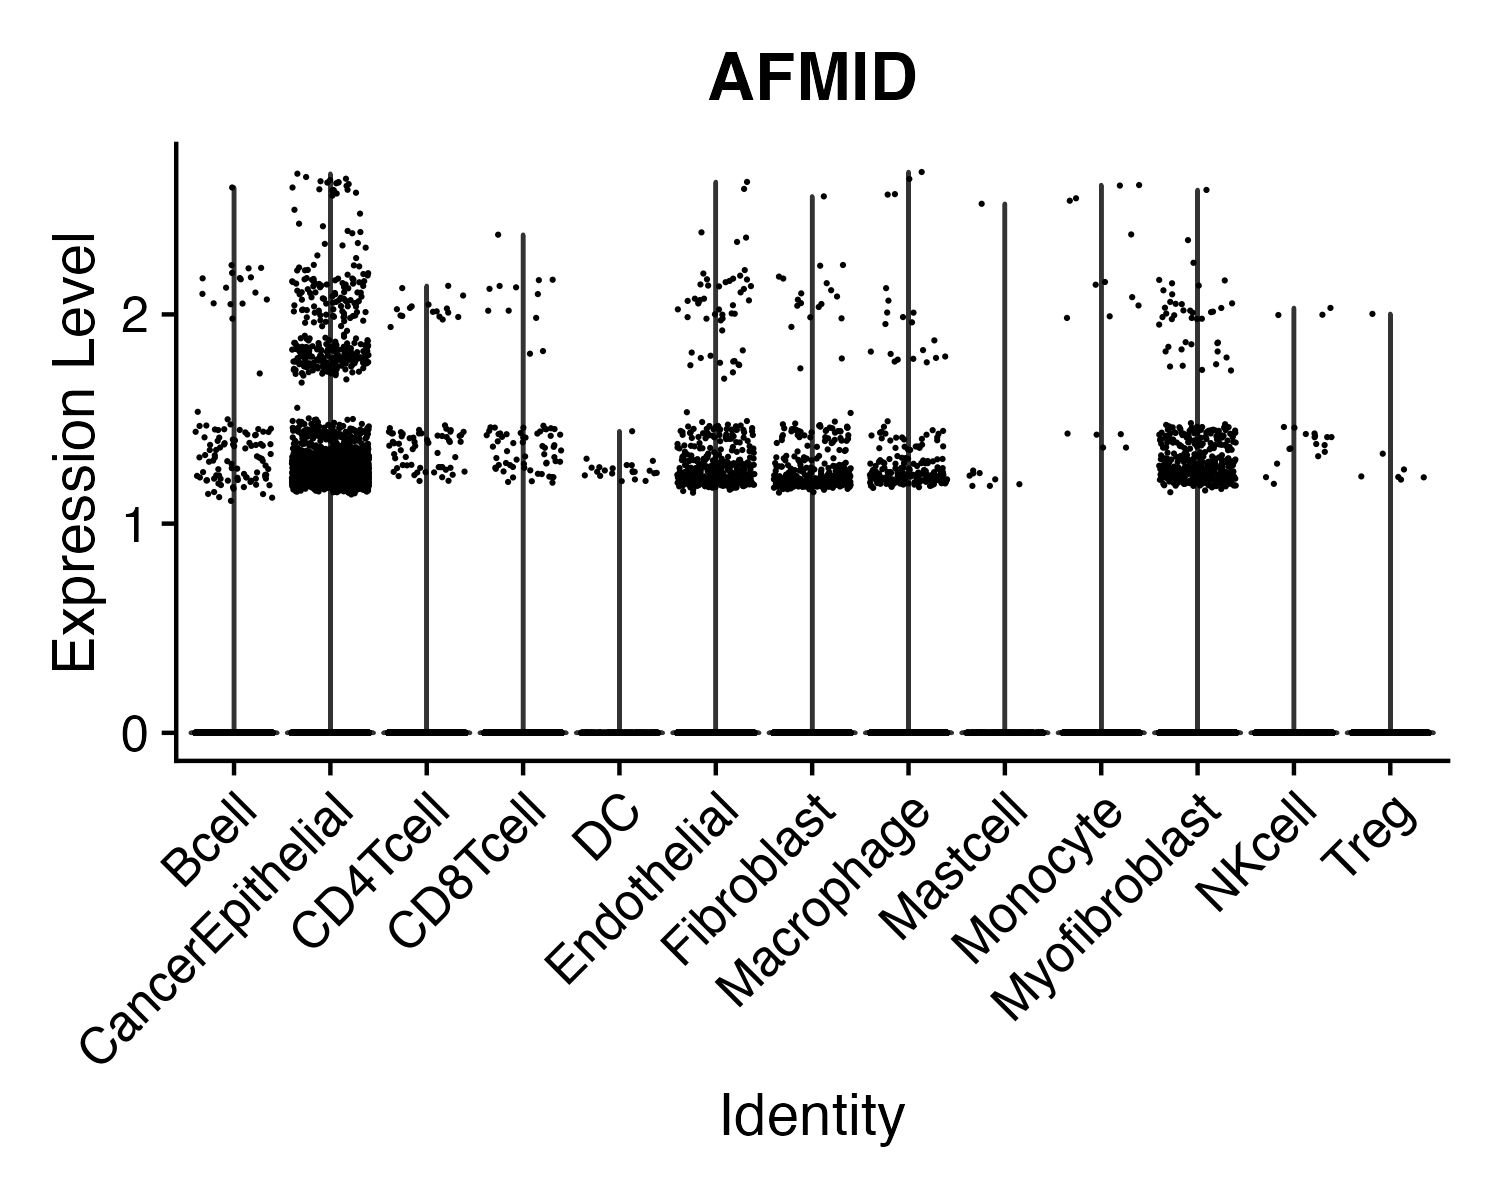 AFMID
Expression Level
2
1
0
Bcell
CancerEpithelial
CD4Tcell
CD8Tcell
DC
Endothelial
Fibroblast
Macrophage
Mastcell
Monocyte
Myofibroblast
NKcell
Treg
Identity